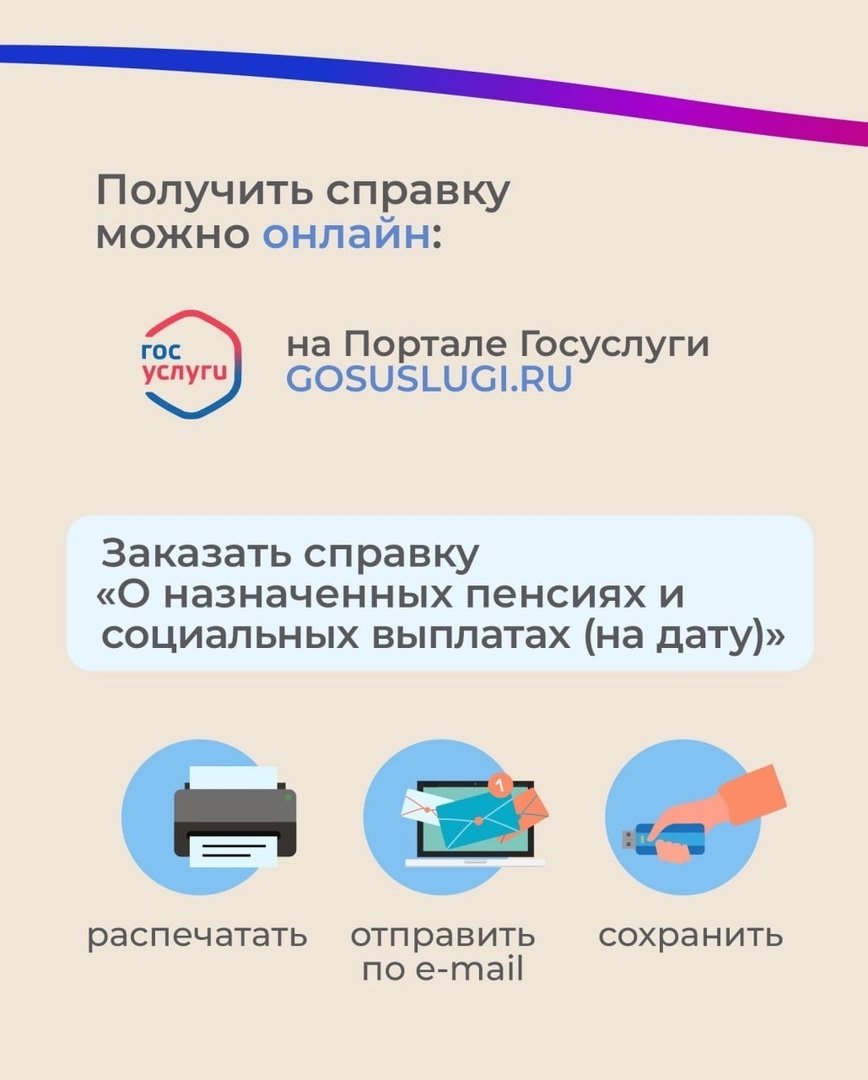 Получить справку
можно онлайн:
гос
услуги
на Портале Госуслуги
GOSUSLUGI.RU
Заказать справку
«О назначенных пенсиях и
социальных выплатах (на дату)»
1
распечатать
отправить
по e-mail
сохранить